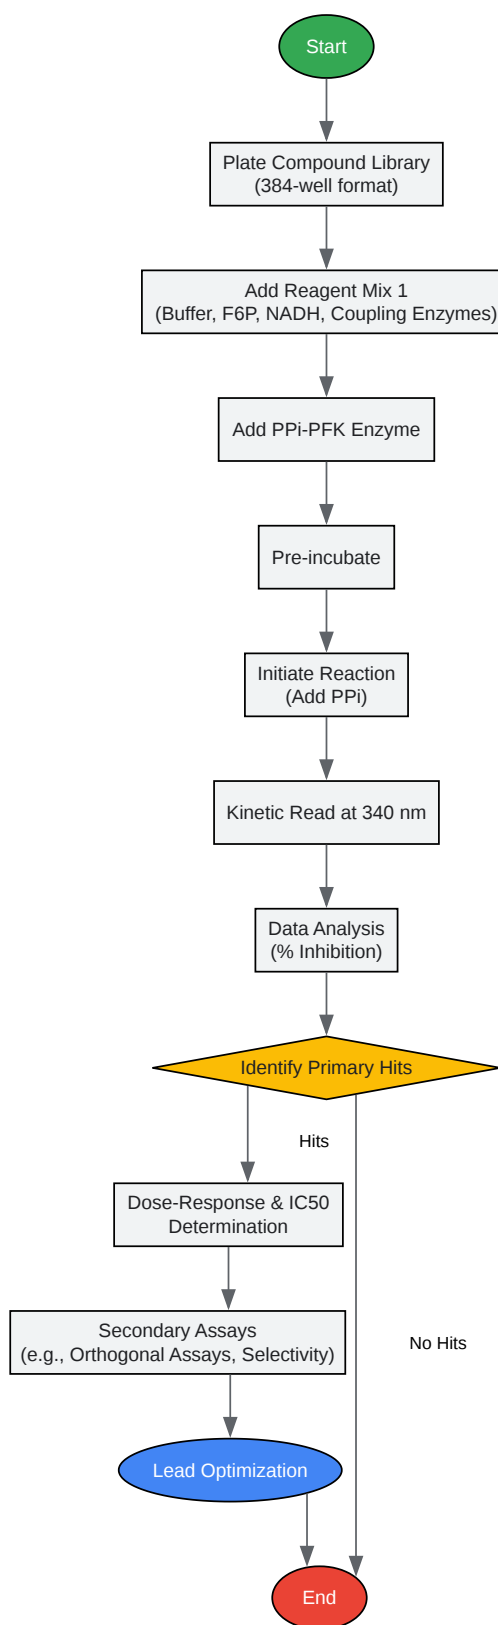 Start
Plate Compound Library
(384-well format)
Add Reagent Mix 1
(Buffer, F6P, NADH, Coupling Enzymes)
Add PPi-PFK Enzyme
Pre-incubate
Initiate Reaction
(Add PPi)
Kinetic Read at 340 nm
Data Analysis
(% Inhibition)
Identify Primary Hits
Hits
Dose-Response & IC50
Determination
Secondary Assays
(e.g., Orthogonal Assays, Selectivity)
No Hits
Lead Optimization
End